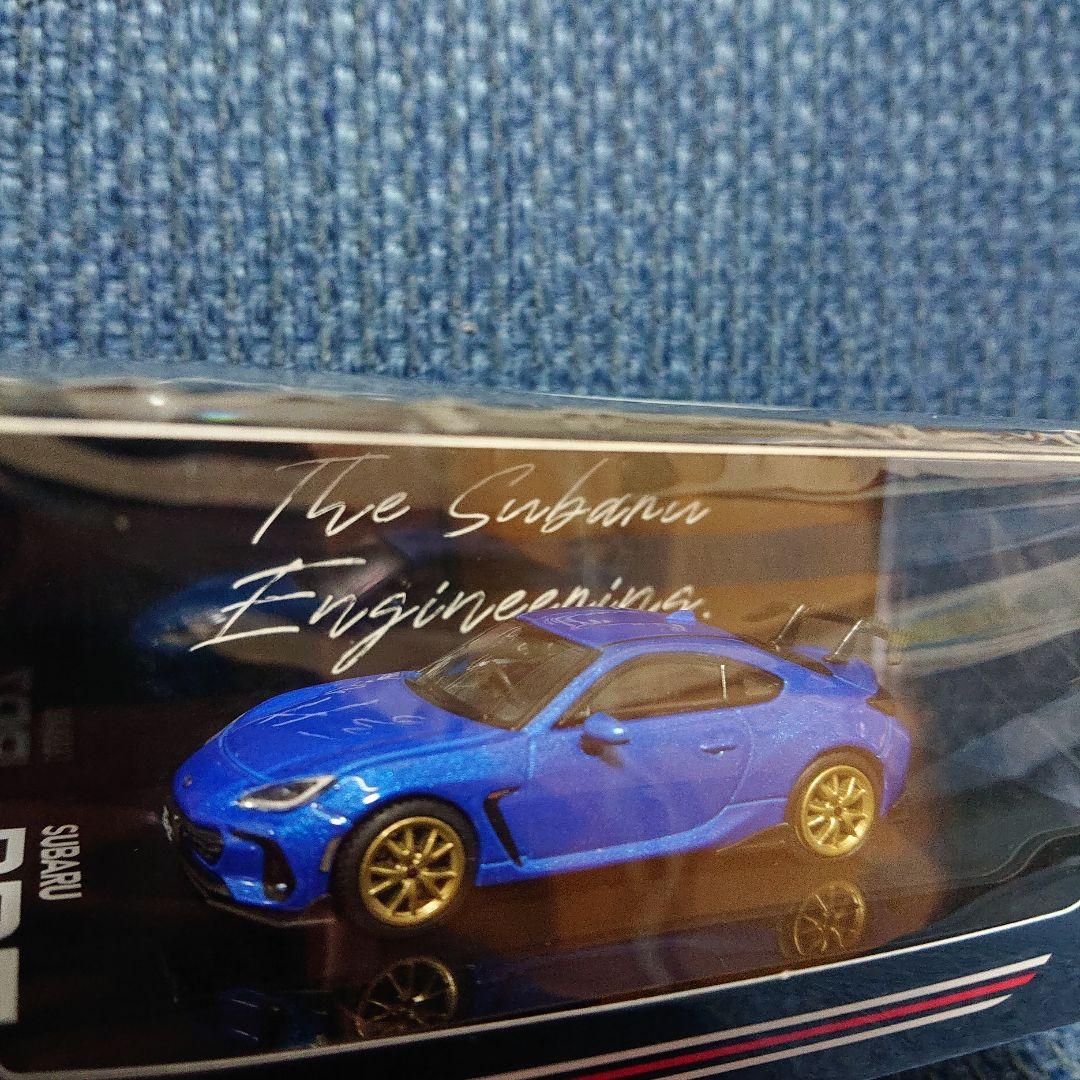 The Subaru
Engineering.
SUBARU